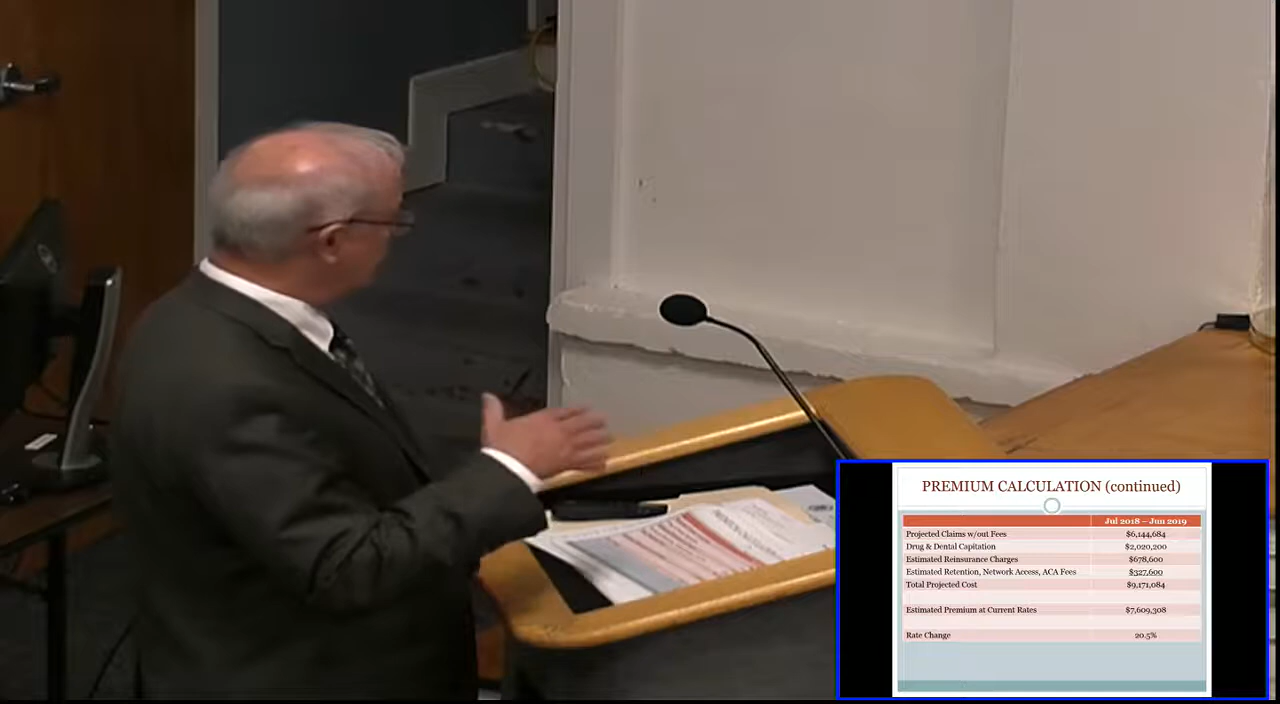 PREMIUM CALCULATION (continued)
Jul 2018 – Jun 2019
Projected Claims w/out Fees $6,144,684
Drug & Dental Capitation $2,020,200
Estimated Reinsurance Charges $678,600
Estimated Retention, Network Access, ACA Fees $327,600
Total Projected Cost $9,171,084
Estimated Premium at Current Rates $7,609,308
Rate Change 20.5%